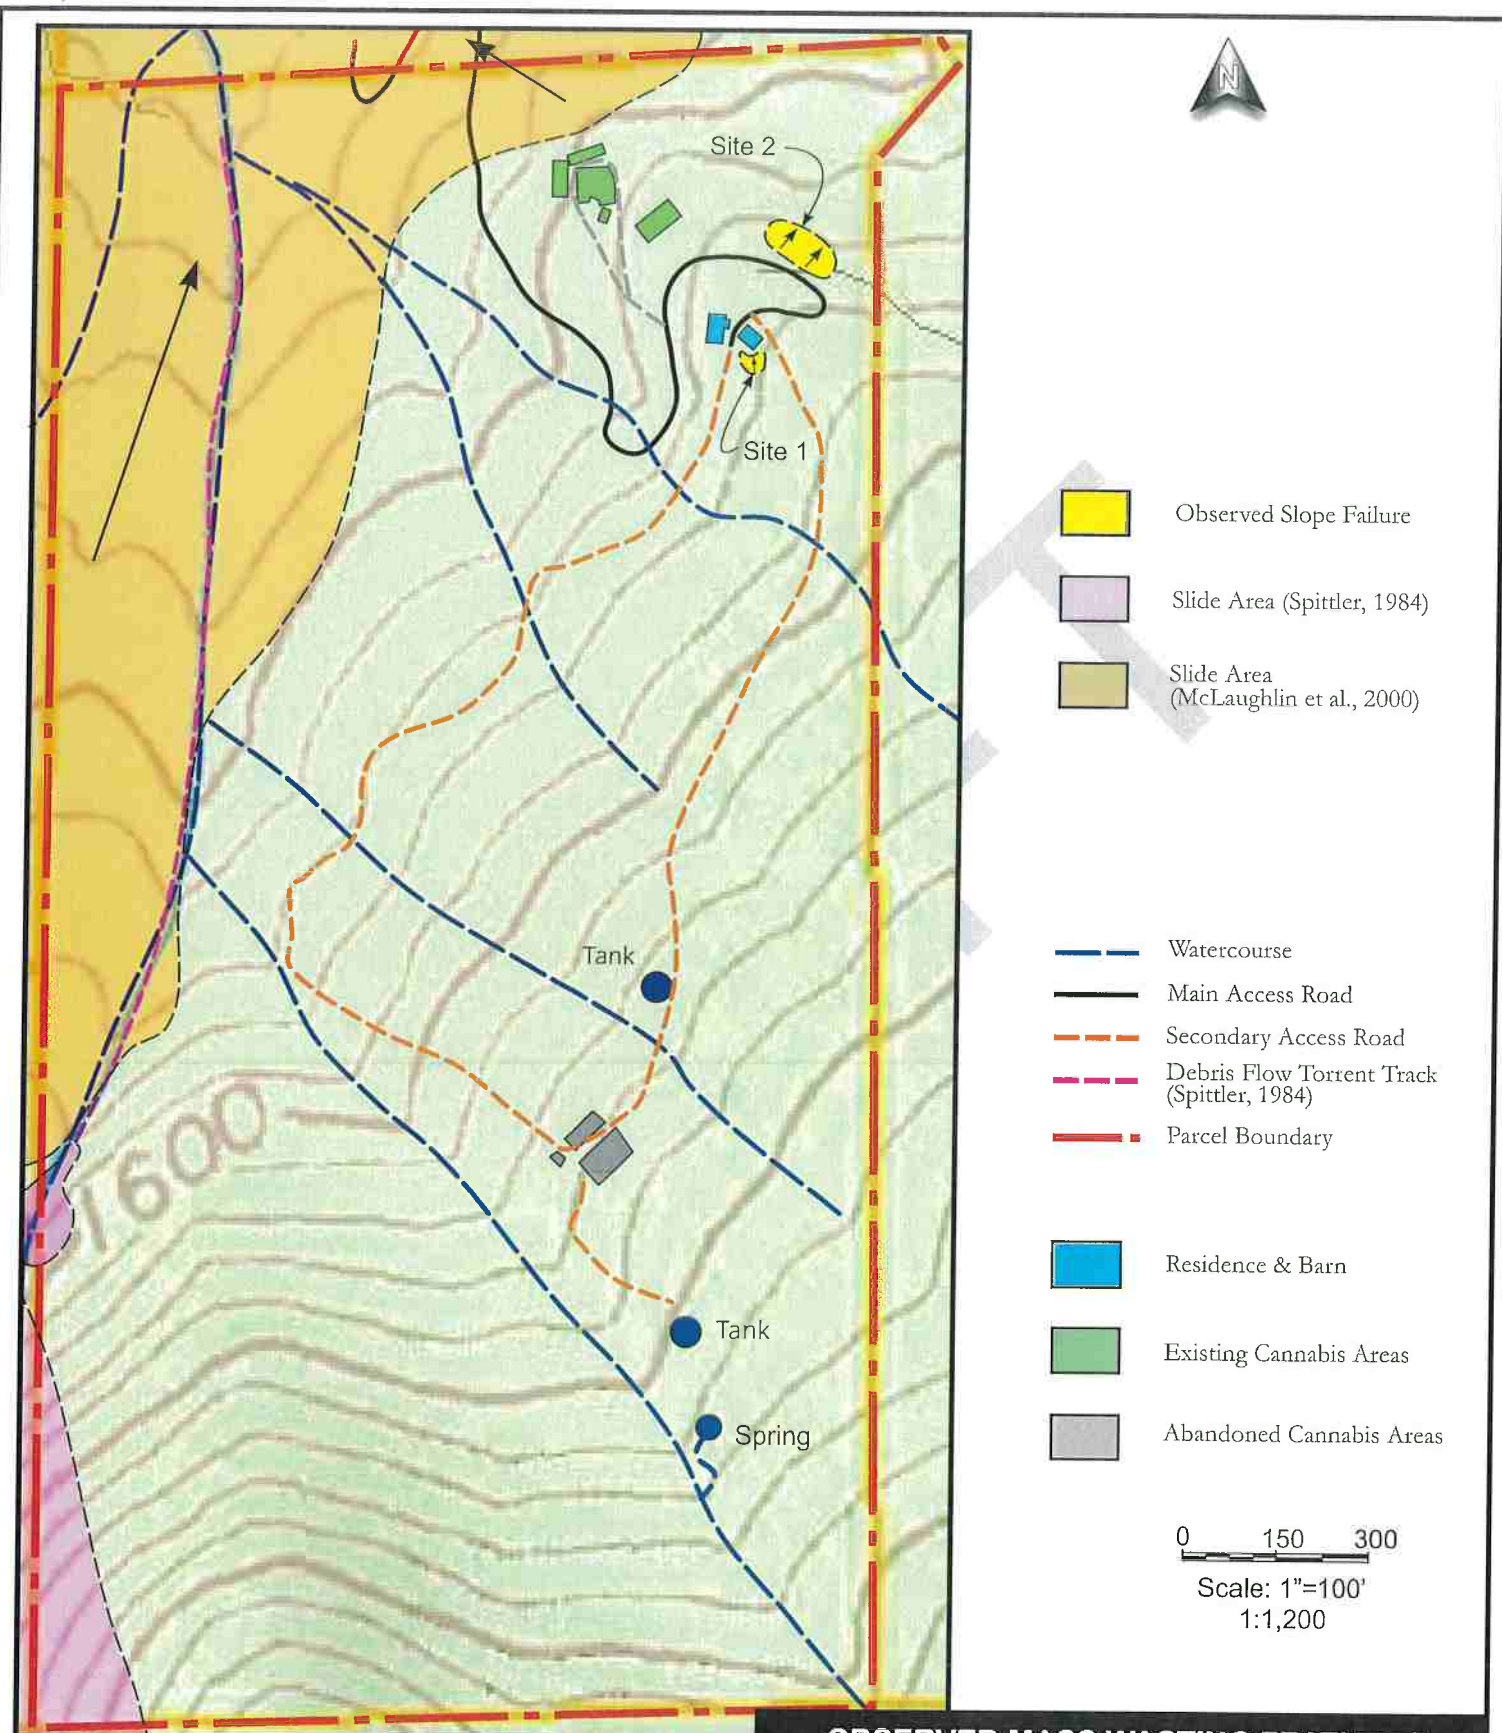 N
Site 2
Site 1
1600
Tank
Tank
Spring
Observed Slope Failure
Slide Area (Spittler, 1984)
Slide Area
(McLaughlin et al., 2000)
Watercourse
Main Access Road
Secondary Access Road
Debris Flow Torrent Track
(Spittler, 1984)
Parcel Boundary
Residence & Barn
Existing Cannabis Areas
Abandoned Cannabis Areas
0 150 300
Scale: 1"=100'
1:1,200